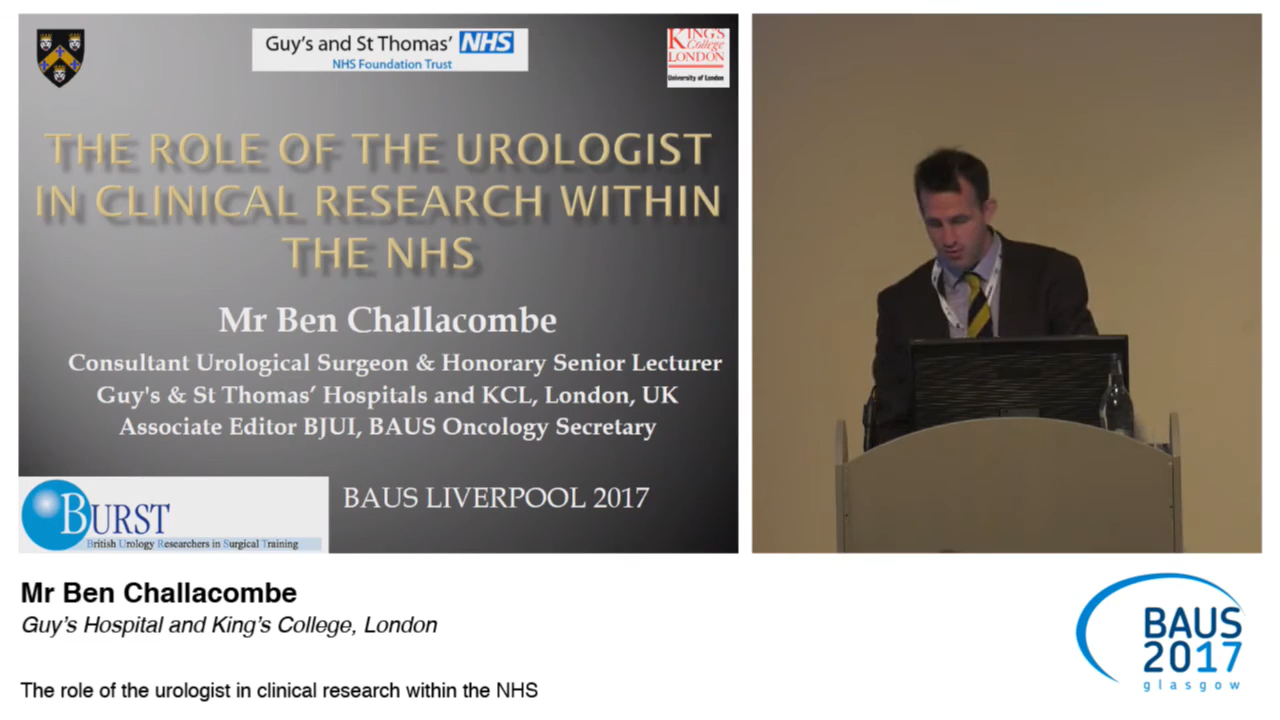 Guy's and St Thomas' NHS
NHS Foundation Trust
KING'S
College
LONDON
University of London
THE ROLE OF THE UROLOGIST
IN CLINICAL RESEARCH WITHIN
THE NHS
Mr Ben Challacombe
Consultant Urological Surgeon & Honorary Senior Lecturer
Guy's & St Thomas' Hospitals and KCL, London, UK
Associate Editor BJUI, BAUS Oncology Secretary
BURST
British Urology Researchers in Surgical Training
BAUS LIVERPOOL 2017
Mr Ben Challacombe
Guy's Hospital and King's College, London
The role of the urologist in clinical research within the NHS
BAUS
2017
glasgow